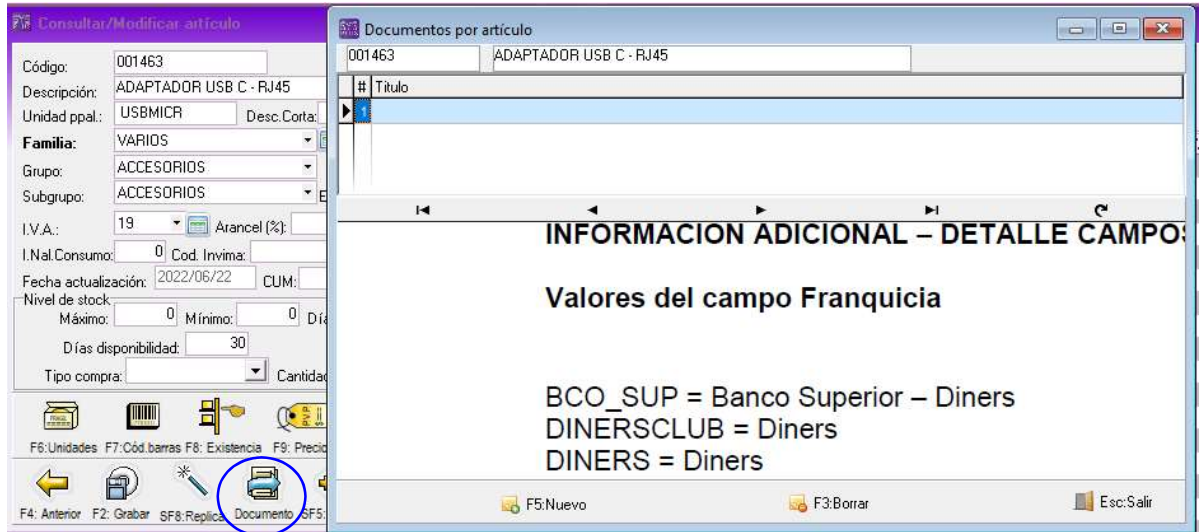 Consultar/Modificar artículo
Código: 001463
Descripción: ADAPTADOR USB C - RJ45
Unidad ppal.: USBMICR Desc.Corta:
Familia: VARIOS
Grupo: ACCESORIOS
Subgrupo: ACCESORIOS
I.V.A.: 19 Arancel (%):
I.Nal.Consumo: 0 Cod. Invima:
Fecha actualización: 2022/06/22 CUM:
Nivel de stock
Máximo: 0 Mínimo: 0
Días disponibilidad: 30
Tipo compra:
F6:Unidades F7:Cód.barras F8: Existencia F9:
F4: Anterior F2: Grabar SF8:Replica Documento SF5:
Documentos por artículo
001463 ADAPTADOR USB C - RJ45
# Titulo
1
INFORMACION ADICIONAL – DETALLE CAMPOS
Valores del campo Franquicia
BCO_SUP = Banco Superior – Diners
DINERSCLUB = Diners
DINERS = Diners
F5:Nuevo F3:Borrar Esc:Salir